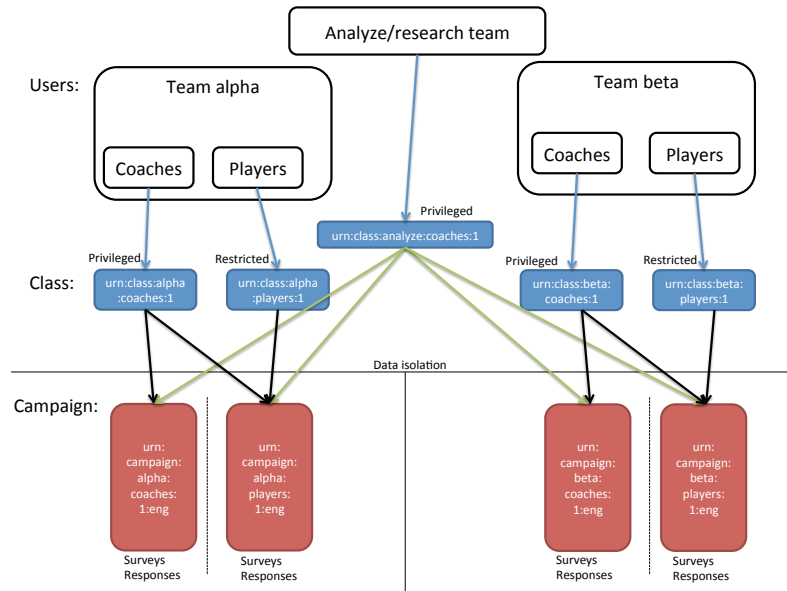 Analyze/research team
Users:
Team alpha
Team beta
Coaches
Players
Coaches
Players
Privileged
urn:class:analyze:coaches:1
Privileged
Restricted
Privileged
Restricted
Class:
urn:class:alpha
:coaches:1
urn:class:alpha
:players:1
urn:class:beta:
coaches:1
urn:class:beta:
players:1
Data isolation
Campaign:
urn:
campaign:
alpha:
coaches:
1:eng
urn:
campaign:
alpha:
players:
1:eng
urn:
campaign:
beta:
coaches:
1:eng
urn:
campaign:
beta:
players:
1:eng
Surveys
Responses
Surveys
Responses
Surveys
Responses
Surveys
Responses